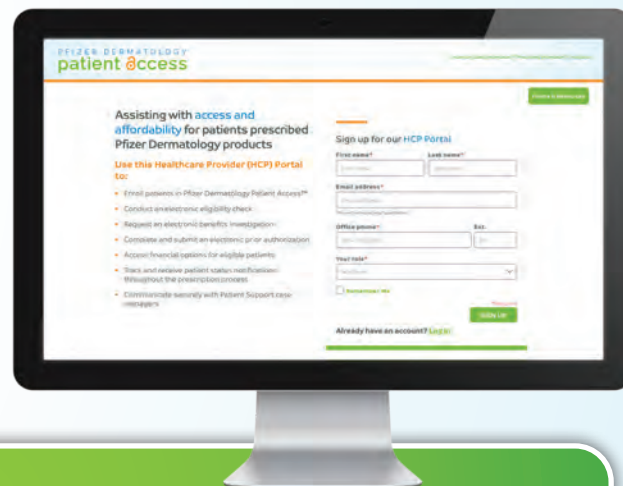 PFIZER DERMATOLOGY
patient access
Assisting with access and
affordability for patients prescribed
Pfizer Dermatology products
Use this Healthcare Provider (HCP) Portal
to:
• Enroll patients in Pfizer Dermatology Patient Access™
• Conduct an electronic eligibility check
• Request an electronic benefits investigation
• Complete and submit an electronic prior authorization
• Access financial options for eligible patients
• Track and receive patient status notifications
throughout the prescription process
• Communicate securely with Patient Support case
managers
Sign up for our HCP Portal
First name*
Last name*
Email address*
Office phone*
Ext.
Your role*
Remember Me
SIGN UP
Already have an account? Log in